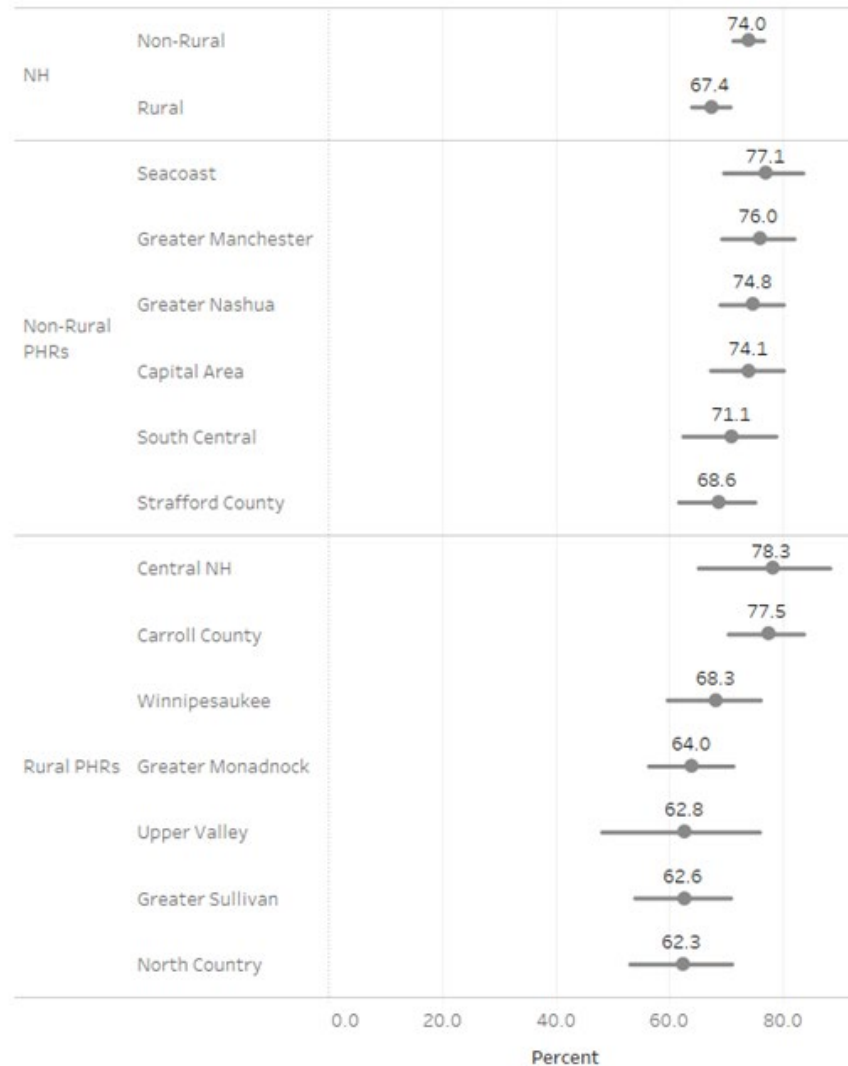 74.0
Non-Rural
NH
67.4
Rural
77.1
Seacoast
76.0
Greater Manchester
74.8
Greater Nashua
Non-Rural
PHRs
74.1
Capital Area
71.1
South Central
68.6
Strafford County
78.3
Central NH
77.5
Carroll County
68.3
Winnipesaukee
64.0
Rural PHRs Greater Monadnock
62.8
Upper Valley
62.6
Greater Sullivan
62.3
North Country
0.0 20.0 40.0 60.0 80.0
Percent